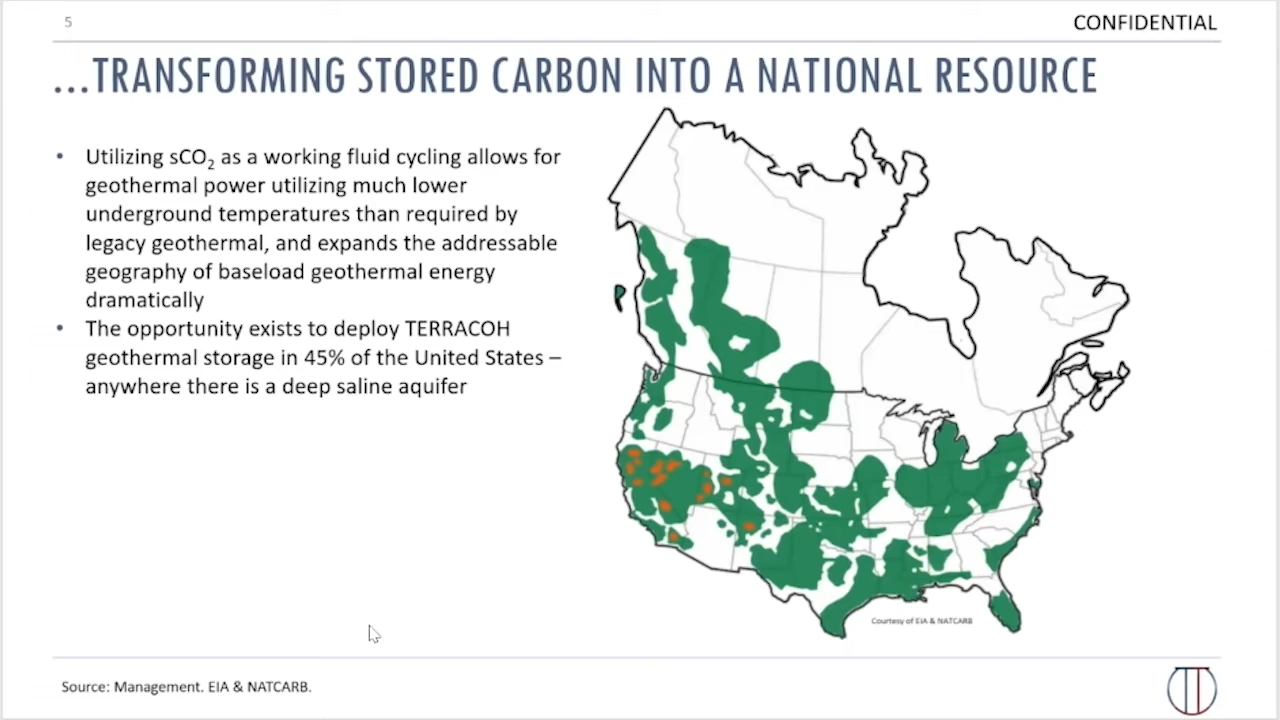 5
CONFIDENTIAL
...TRANSFORMING STORED CARBON INTO A NATIONAL RESOURCE
• Utilizing sCO₂ as a working fluid cycling allows for
geothermal power utilizing much lower
underground temperatures than required by
legacy geothermal, and expands the addressable
geography of baseload geothermal energy
dramatically
• The opportunity exists to deploy TERRACOH
geothermal storage in 45% of the United States –
anywhere there is a deep saline aquifer
Courtesy of EIA & NATCARB
Source: Management. EIA & NATCARB.